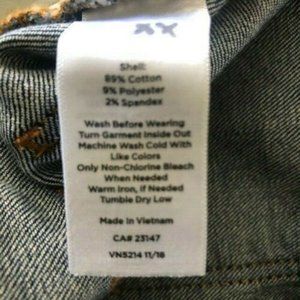 Shell:
89% Cotton
9% Polyester
2% Spandex
Wash Before Wearing
Turn Garment Inside Out
Machine Wash Cold With
Like Colors
Only Non-Chlorine Bleach
When Needed
Warm Iron, If Needed
Tumble Dry Low
Made In Vietnam
CA# 23147
VN5214 11/18